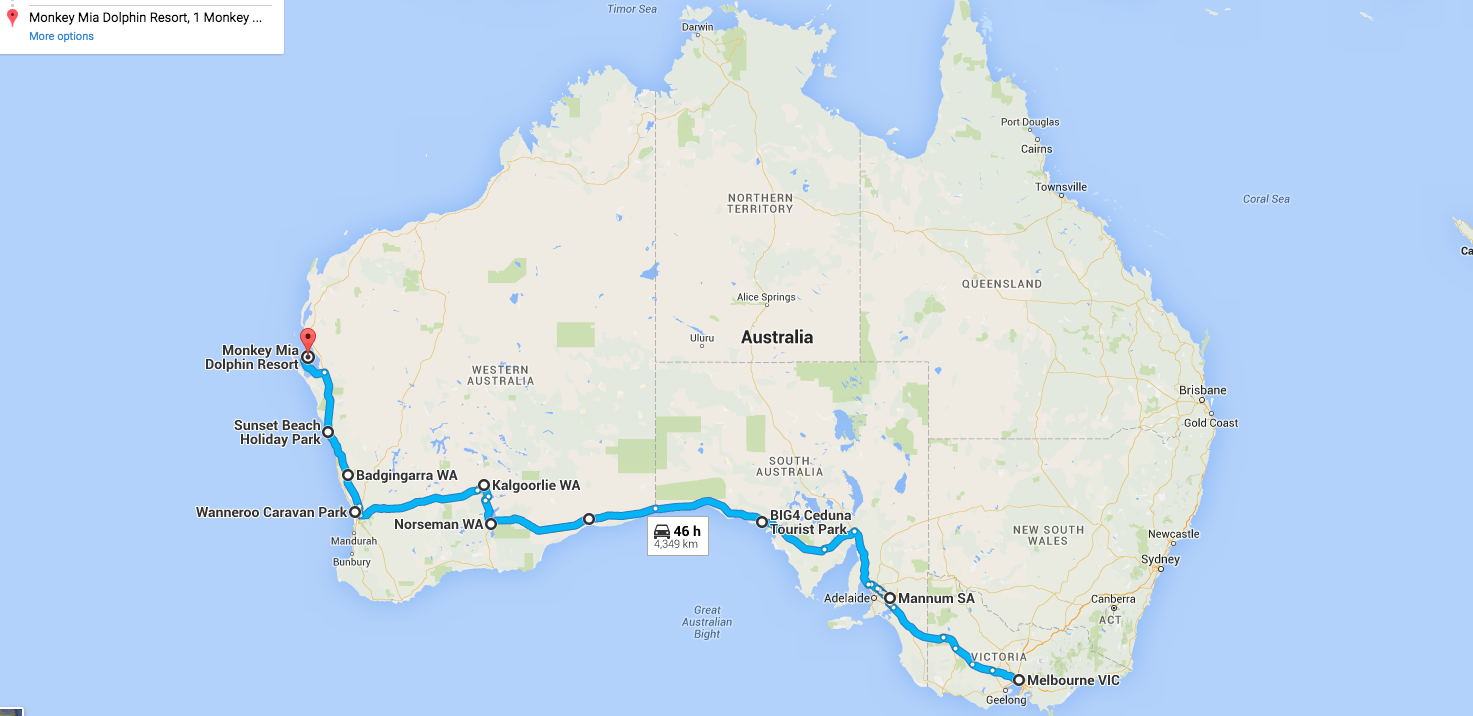 Monkey Mia Dolphin Resort, 1 Monkey ...
More options
Timor Sea
Darwin
Port Douglas
Cairns
Townsville
Coral Sea
NORTHERN
TERRITORY
Ca
QUEENSLAND
Alice Springs
Uluru
Australia
Monkey Mia
Dolphin Resort
WESTERN
AUSTRALIA
Brisbane
Gold Coast
Sunset Beach
Holiday Park
SOUTH
AUSTRALIA
Badgingarra WA
Kalgoorlie WA
Wanneroo Caravan Park
Norseman WA
BIG4 Ceduna
Tourist Park
46 h
4,349 km
Mandurah
Bunbury
NEW SOUTH
WALES
Newcastle
Sydney
Adelaide
Mannum SA
Canberra
ACT
Great
Australian
Bight
VICTORIA
Melbourne VIC
Geelong